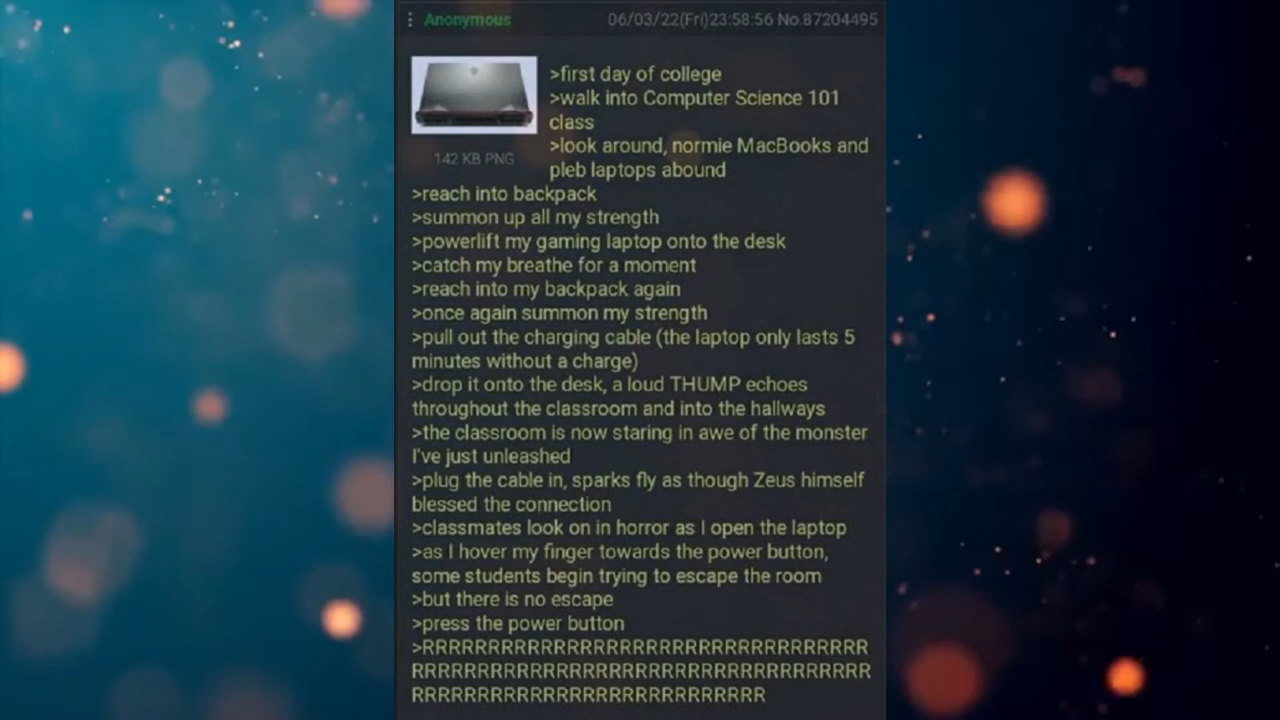 Anonymous 06/03/22(Fri)23:58:56 No.87204495
>first day of college
>walk into Computer Science 101
class
>look around, normie MacBooks and
142 KB PNG
pleb laptops abound
>reach into backpack
>summon up all my strength
>powerlift my gaming laptop onto the desk
>catch my breathe for a moment
>reach into my backpack again
>once again summon my strength
>pull out the charging cable (the laptop only lasts 5
minutes without a charge)
>drop it onto the desk, a loud THUMP echoes
throughout the classroom and into the hallways
>the classroom is now staring in awe of the monster
I've just unleashed
>plug the cable in, sparks fly as though Zeus himself
blessed the connection
>classmates look on in horror as I open the laptop
>as I hover my finger towards the power button,
some students begin trying to escape the room
>but there is no escape
>press the power button
>RRRRRRRRRRRRRRRRRRRRRRRRRRRRRRRRRR
RRRRRRRRRRRRRRRRRRRRRRRRRRRRRRRRRRR
RRRRRRRRRRRRRRRRRRRRRRRRRRR